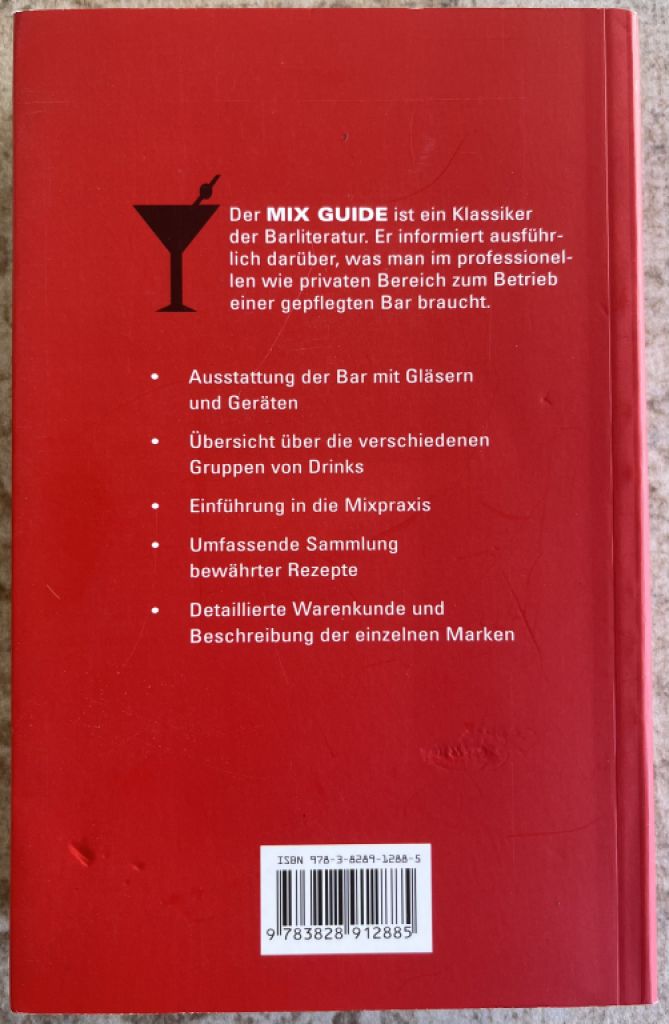 Der MIX GUIDE ist ein Klassiker
der Barliteratur. Er informiert ausführ-
lich darüber, was man im professionel-
len wie privaten Bereich zum Betrieb
einer gepflegten Bar braucht.
• Ausstattung der Bar mit Gläsern
und Geräten
• Übersicht über die verschiedenen
Gruppen von Drinks
• Einführung in die Mixpraxis
• Umfassende Sammlung
bewährter Rezepte
• Detaillierte Warenkunde und
Beschreibung der einzelnen Marken
ISBN 978-3-8289-1288-5
9 783828 912885